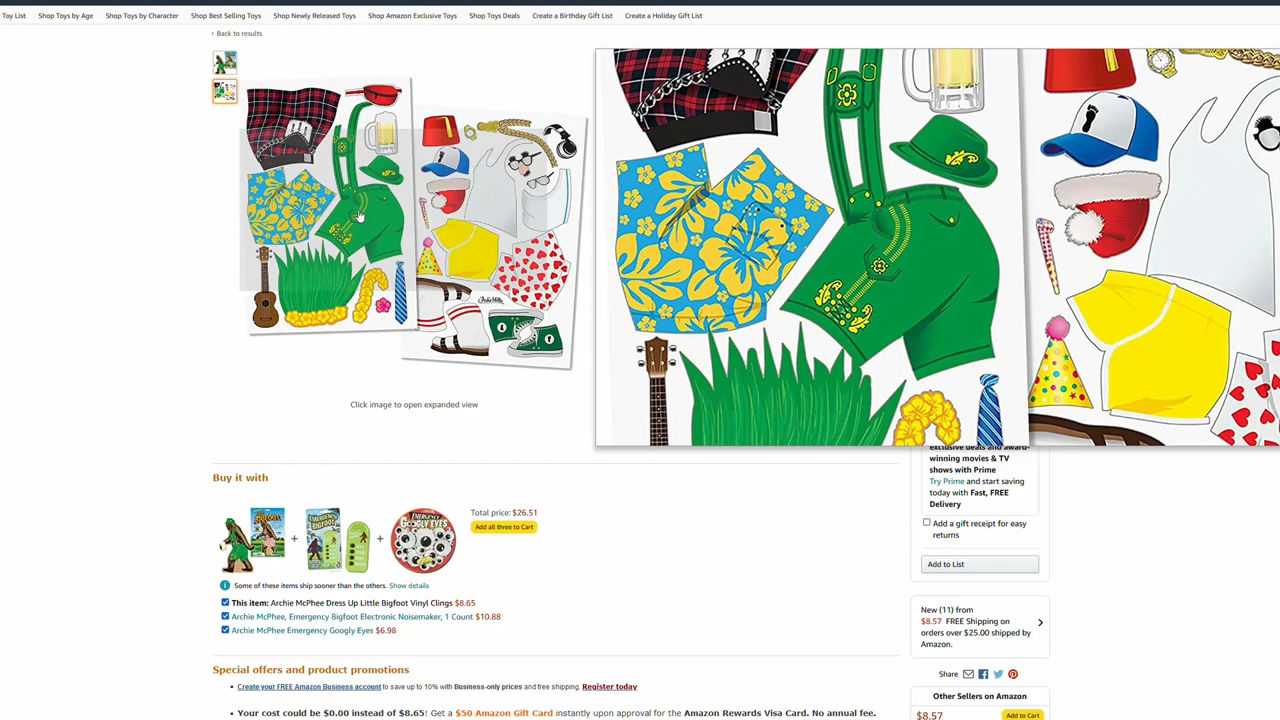 Toy List
Shop Toys by Age
Shop Toys by Character
Shop Best Selling Toys
Shop Newly Released Toys
Shop Amazon Exclusive Toys
Shop Toys Deals
Create a Birthday Gift List
Create a Holiday Gift List
‹ Back to results
Click image to open expanded view
exclusive deals and award-
winning movies & TV
shows with Prime
Try Prime and start saving
today with Fast, FREE
Delivery
Add a gift receipt for easy
returns
Add to List
Buy it with
Total price: $26.51
Add all three to Cart
Some of these items ship sooner than the others. Show details
This item: Archie McPhee Dress Up Little Bigfoot Vinyl Clings $8.65
Archie McPhee, Emergency Bigfoot Electronic Noisemaker, 1 Count $10.88
Archie McPhee Emergency Googly Eyes $6.98
New (11) from
$8.57 FREE Shipping on
orders over $25.00 shipped by
Amazon.
Share
Other Sellers on Amazon
$8.57
Add to Cart
Special offers and product promotions
Create your FREE Amazon Business account to save up to 10% with Business-only prices and free shipping. Register today
Your cost could be $0.00 instead of $8.65! Get a $50 Amazon Gift Card instantly upon approval for the Amazon Rewards Visa Card. No annual fee.